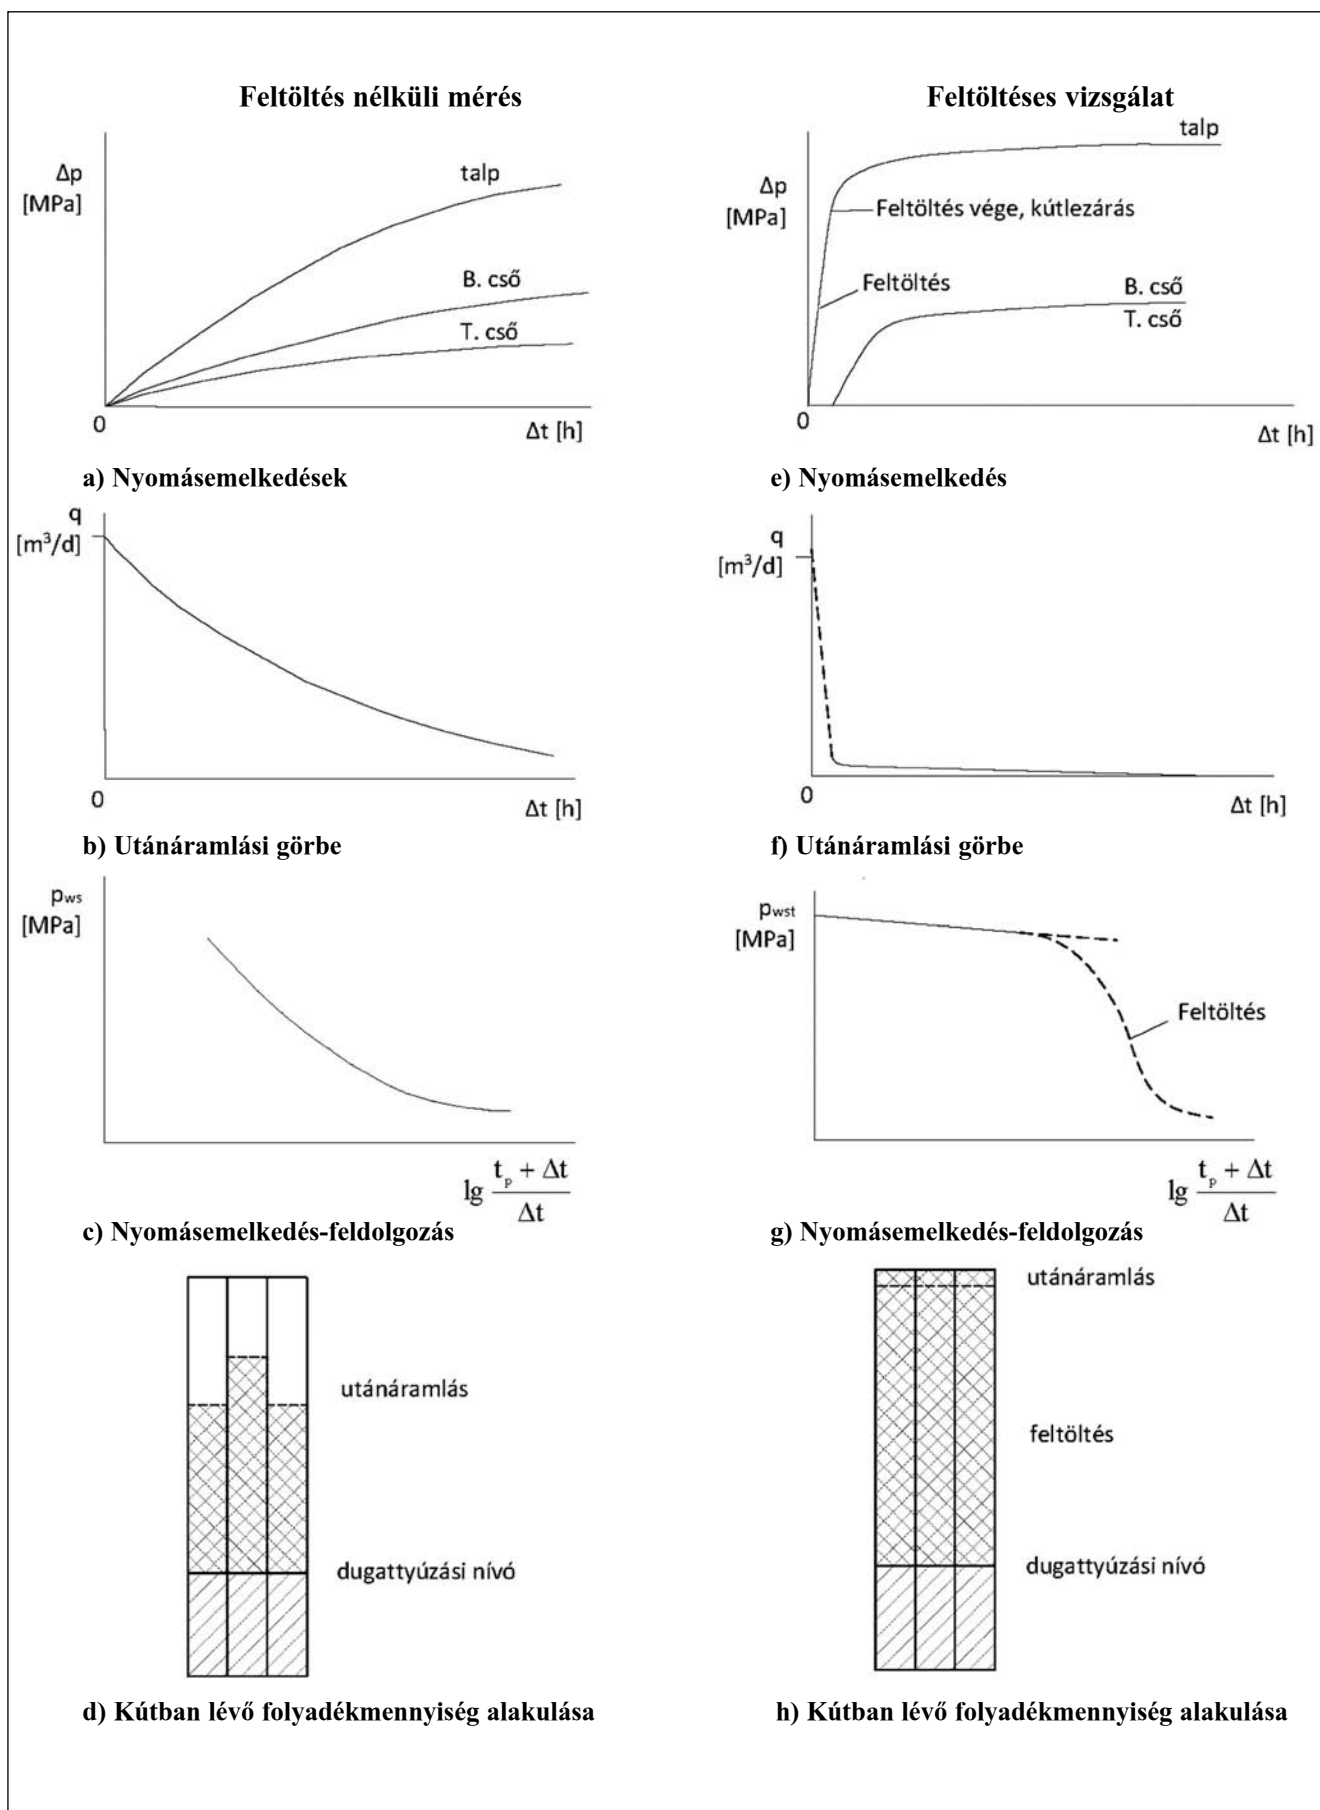 Feltöltés nélküli mérés
Δp
[MPa]
talp
B. cső
T. cső
0
Δt [h]
a) Nyomásemelkedések
q
[m³/d]
0
Δt [h]
b) Utánáramlási görbe
pws
[MPa]
lg (tp + Δt)/Δt
c) Nyomásemelkedés-feldolgozás
utánáramlás
dugattyúzási nívó
d) Kútban lévő folyadékmennyiség alakulása
Feltöltéses vizsgálat
talp
Δp
[MPa]
Feltöltés vége, kútlezárás
Feltöltés
B. cső
T. cső
0
Δt [h]
e) Nyomásemelkedés
q
[m³/d]
0
Δt [h]
f) Utánáramlási görbe
pwst
[MPa]
Feltöltés
lg (tp + Δt)/Δt
g) Nyomásemelkedés-feldolgozás
utánáramlás
feltöltés
dugattyúzási nívó
h) Kútban lévő folyadékmennyiség alakulása